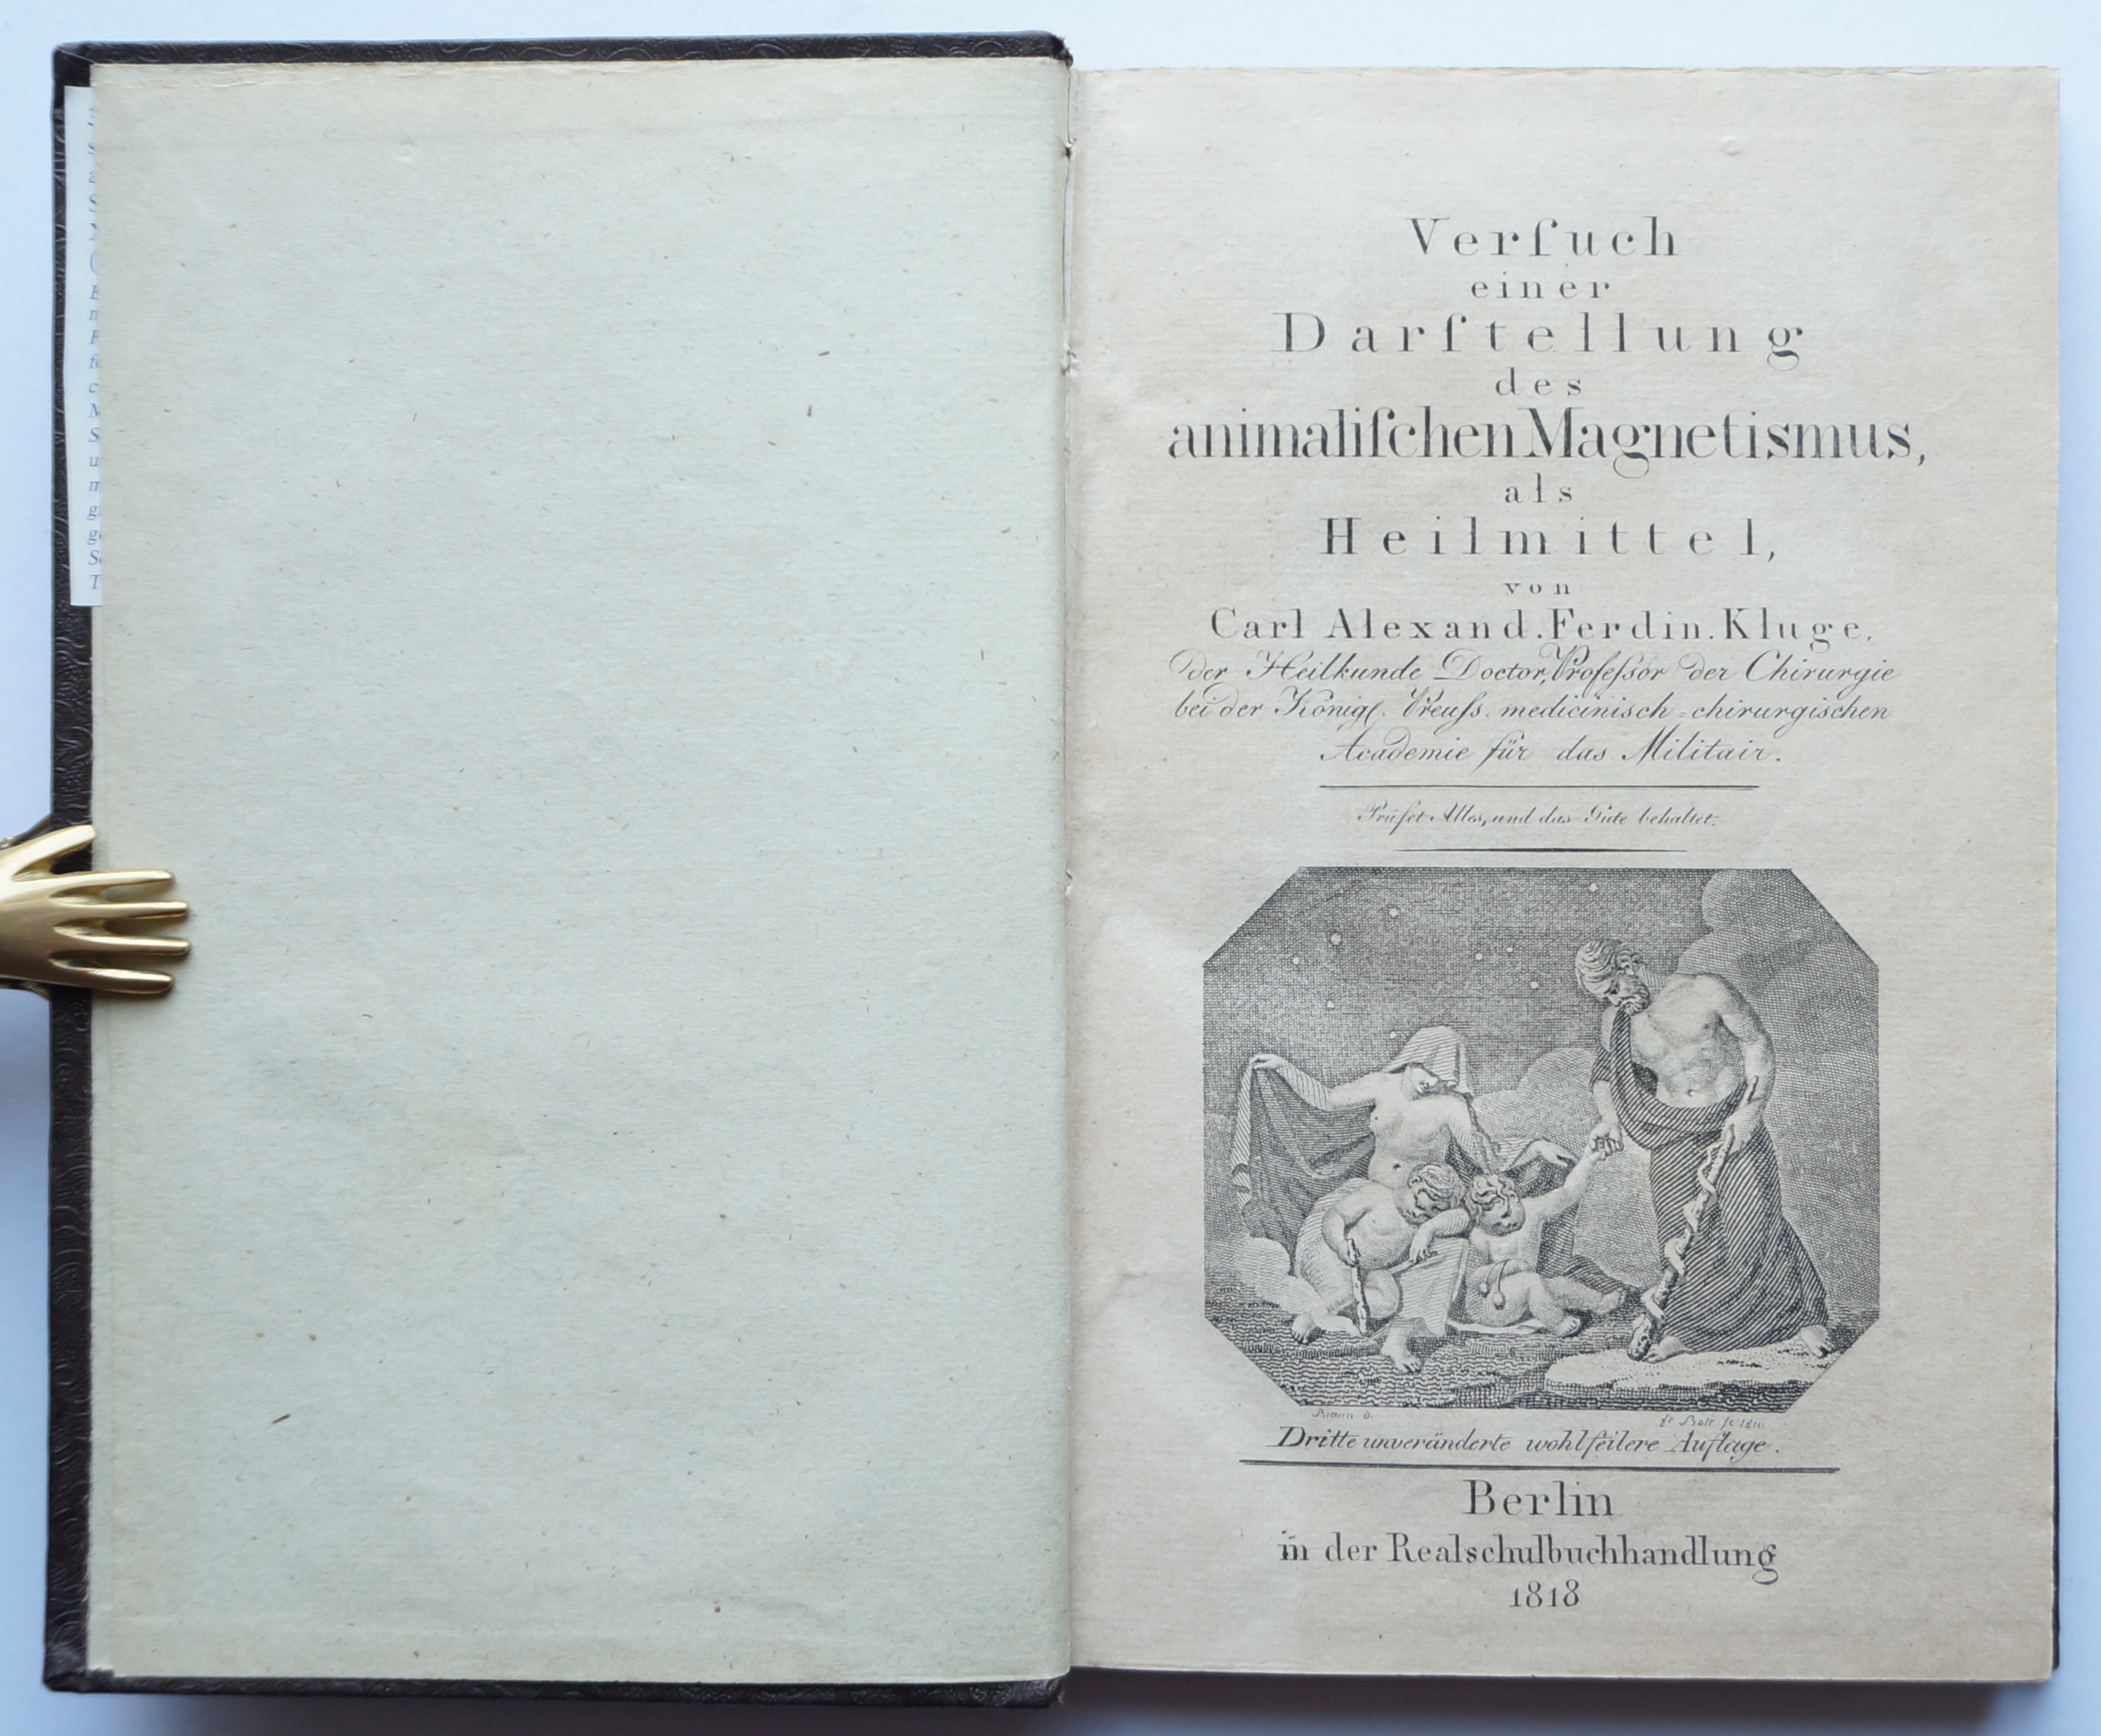 Verſuch
einer
Darſtellung
des
animaliſchen Magnetismus,
als
Heilmittel,
von
Carl Alexand. Ferdin. Kluge,
der Heilkunde Doctor, Profeſsor der Chirurgie
bei der Königl. Preuſs. medicinisch-chirurgischen
Academie für das Militair.
Prüfet Alles, und das Gute behaltet.
Dritte unveränderte wohlfeilere Auflage.
Berlin
in der Realschulbuchhandlung
1818